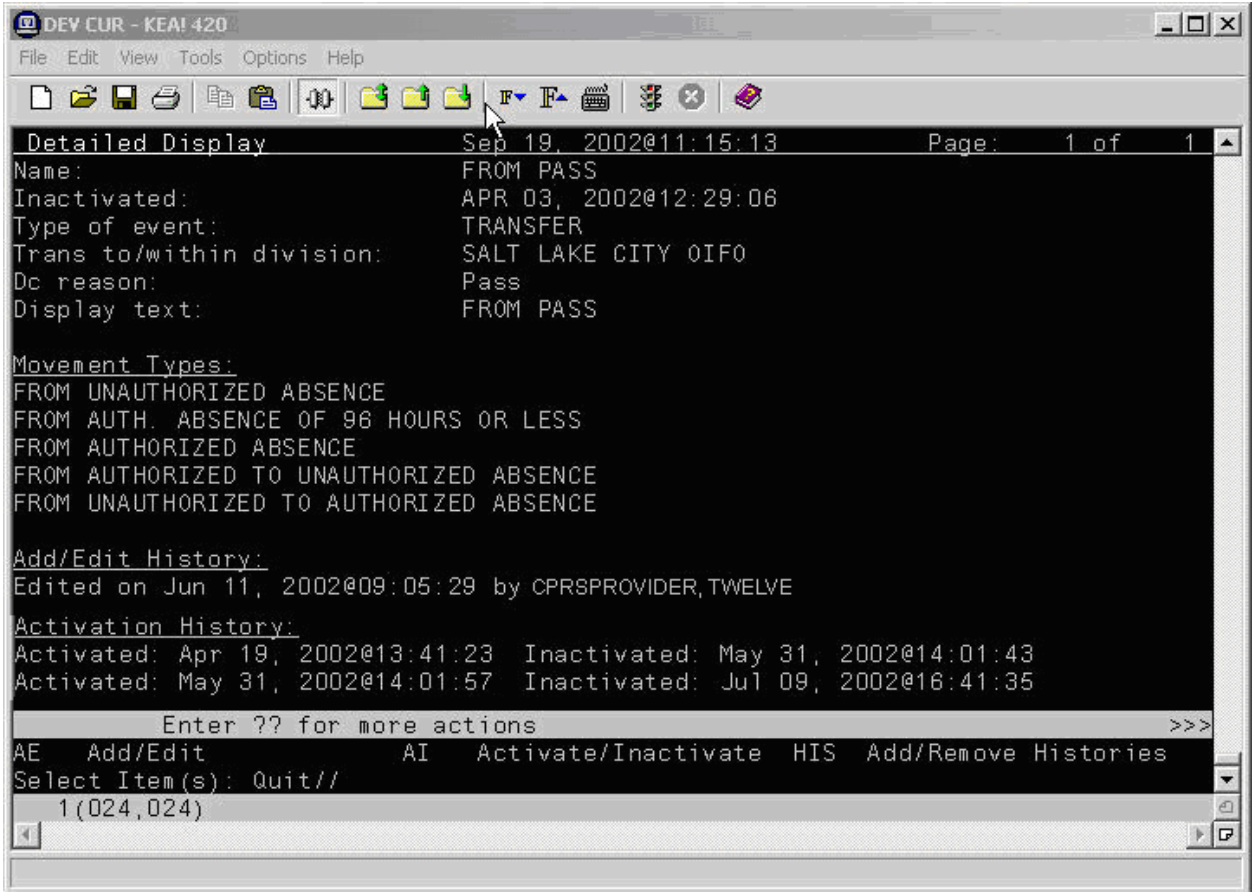 DEV CUR - KEA! 420
File Edit View Tools Options Help
Detailed Display Sep 19, 2002@11:15:13 Page: 1 of 1
Name: FROM PASS
Inactivated: APR 03, 2002@12:29:06
Type of event: TRANSFER
Trans to/within division: SALT LAKE CITY OIFO
Dc reason: Pass
Display text: FROM PASS
Movement Types:
FROM UNAUTHORIZED ABSENCE
FROM AUTH. ABSENCE OF 96 HOURS OR LESS
FROM AUTHORIZED ABSENCE
FROM AUTHORIZED TO UNAUTHORIZED ABSENCE
FROM UNAUTHORIZED TO AUTHORIZED ABSENCE
Add/Edit History:
Edited on Jun 11, 2002@09:05:29 by CPRSPROVIDER, TWELVE
Activation History:
Activated: Apr 19, 2002@13:41:23 Inactivated: May 31, 2002@14:01:43
Activated: May 31, 2002@14:01:57 Inactivated: Jul 09, 2002@16:41:35
Enter ?? for more actions >>>
AE Add/Edit AI Activate/Inactivate HIS Add/Remove Histories
Select Item(s): Quit//
1(024,024)